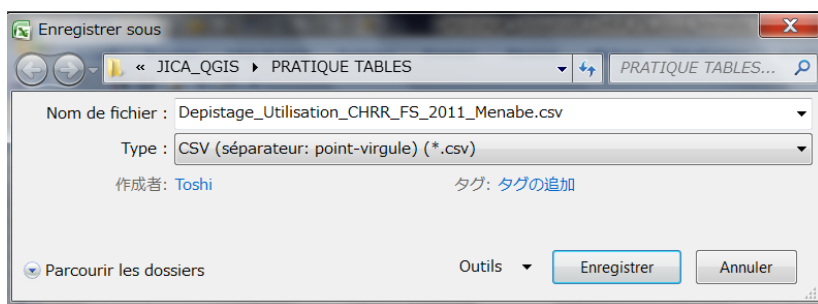 Enregistrer sous
« JICA_QGIS ▸ PRATIQUE TABLES
PRATIQUE TABLES...
Nom de fichier : Depistage_Utilisation_CHRR_FS_2011_Menabe.csv
Type : CSV (séparateur: point-virgule) (*.csv)
作成者: Toshi タグ: タグの追加
Parcourir les dossiers Outils Enregistrer Annuler